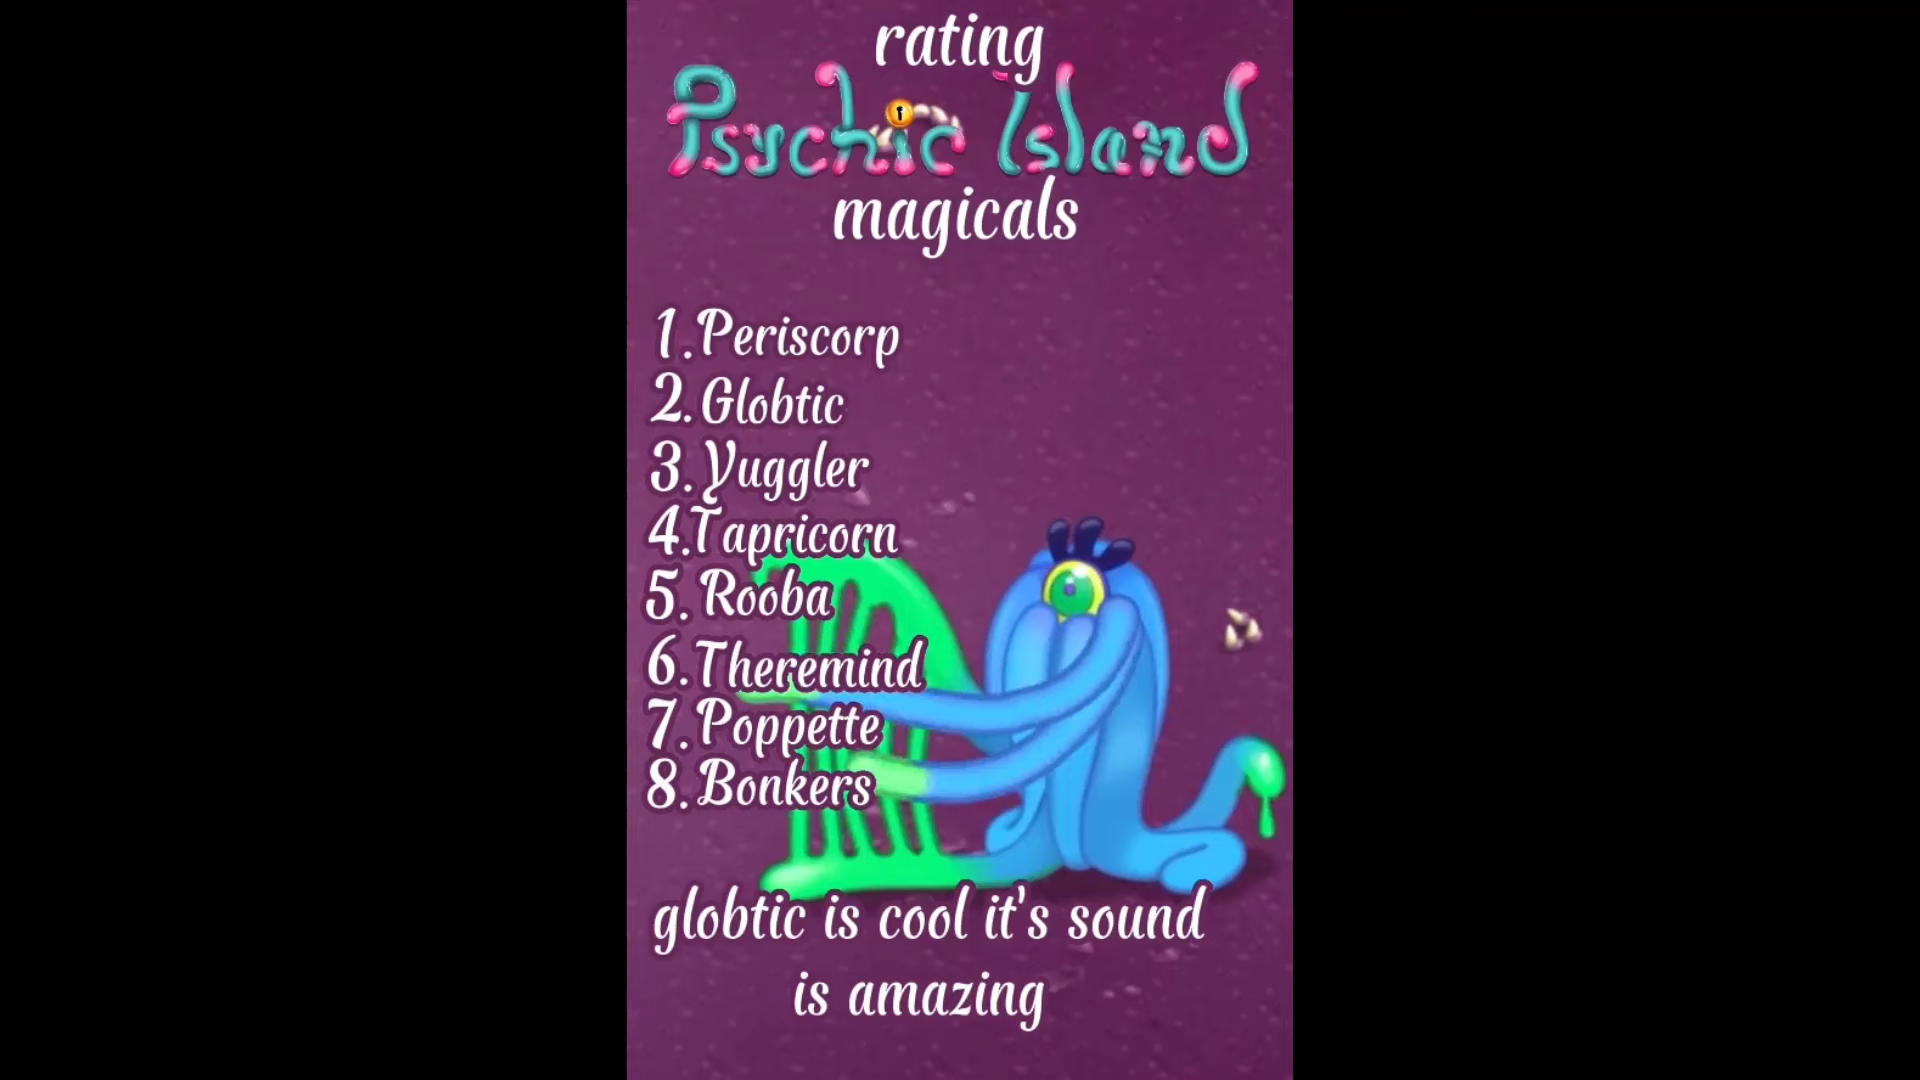 rating
Psychic Island
magicals
1.Periscorp
2.Globtic
3.Yuggler
4.Tapricorn
5.Rooba
6.Theremind
7.Poppette
8.Bonkers
globtic is cool it's sound
is amazing